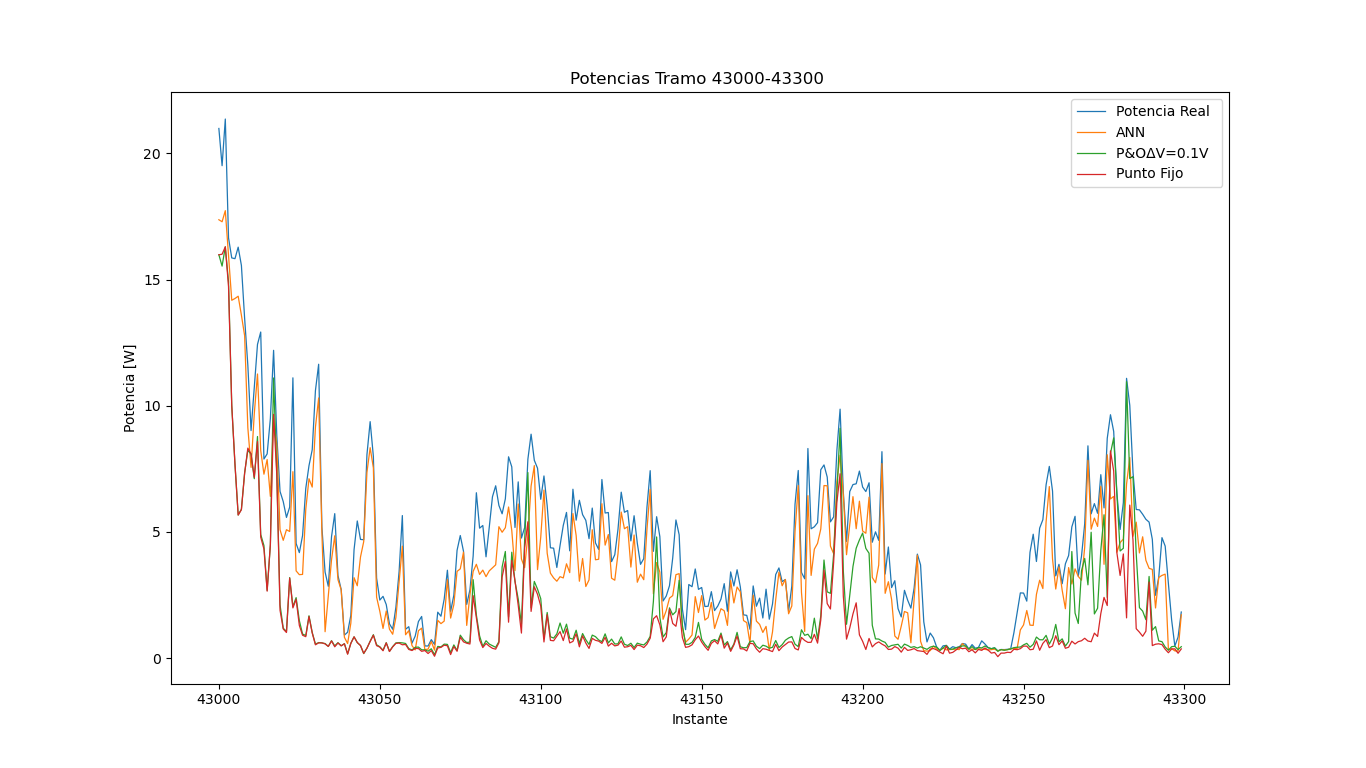 Potencias Tramo 43000-43300
Potencia Real
ANN
P&OΔV=0.1V
Punto Fijo
Potencia [W]
20
15
10
5
0
43000 43050 43100 43150 43200 43250 43300
Instante